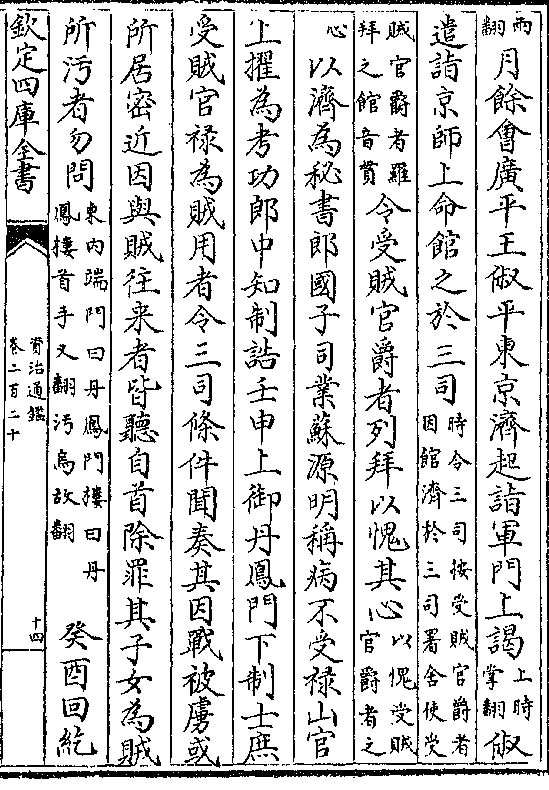 雨翻月餘會廣平王俶平東京濟起詣軍門上謁上時掌翻俶
遣詣京師上命館之於三司時令三司按受賊官爵者因館濟於三司署舍使受
賊官爵者羅拜之館音貫令受賊官爵者列拜以愧其心以愧受賊官爵者之
心以濟為秘書郎國子司業蘇源明稱病不受祿山官
上擢為考功郎中知制誥壬申上御丹鳳門下制士庶
受賊官祿為賊用者令三司條件聞奏其因戰被虜或
所居密近因與賊往来者皆聽自首除罪其子女為賊
所汚者勿問東内端門曰丹鳳門樓曰丹鳳樓首手又翻汚烏故翻癸酉回紇
欽定四庫全書
資治通鑑
卷二百二十
十四